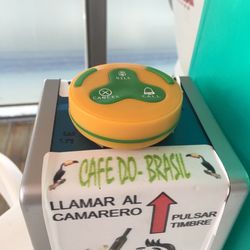 BILL
CANCEL
CALL
CAFE DO-BRASIL
LLAMAR AL
CAMARERO
PULSAR
TIMBRE